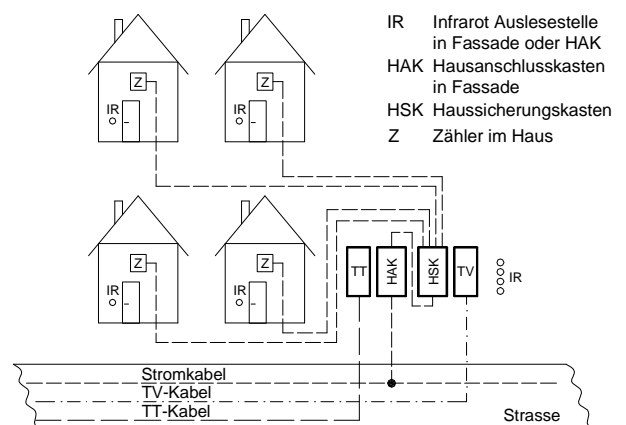 IR Infrarot Auslesestelle
in Fassade oder HAK
HAK Hausanschlusskasten
in Fassade
HSK Haussicherungskasten
Z Zähler im Haus
Z
IR
Z
IR
Z
IR
Z
IR
TT
HAK
HSK
TV
IR
Stromkabel
TV-Kabel
TT-Kabel
Strasse